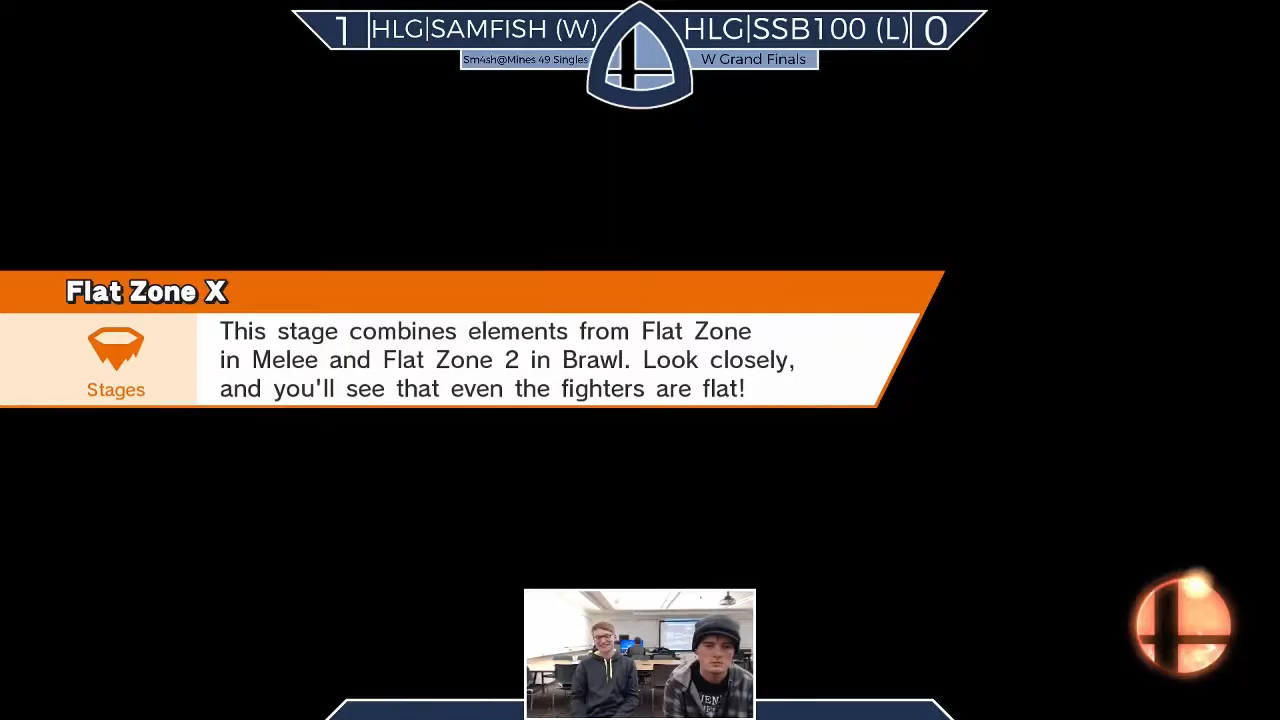 1 HLG|SAMFISH (W) HLG|SSB100 (L) 0
Sm4sh@Mines 49 Singles W Grand Finals
Flat Zone X
This stage combines elements from Flat Zone
in Melee and Flat Zone 2 in Brawl. Look closely,
and you'll see that even the fighters are flat!
Stages